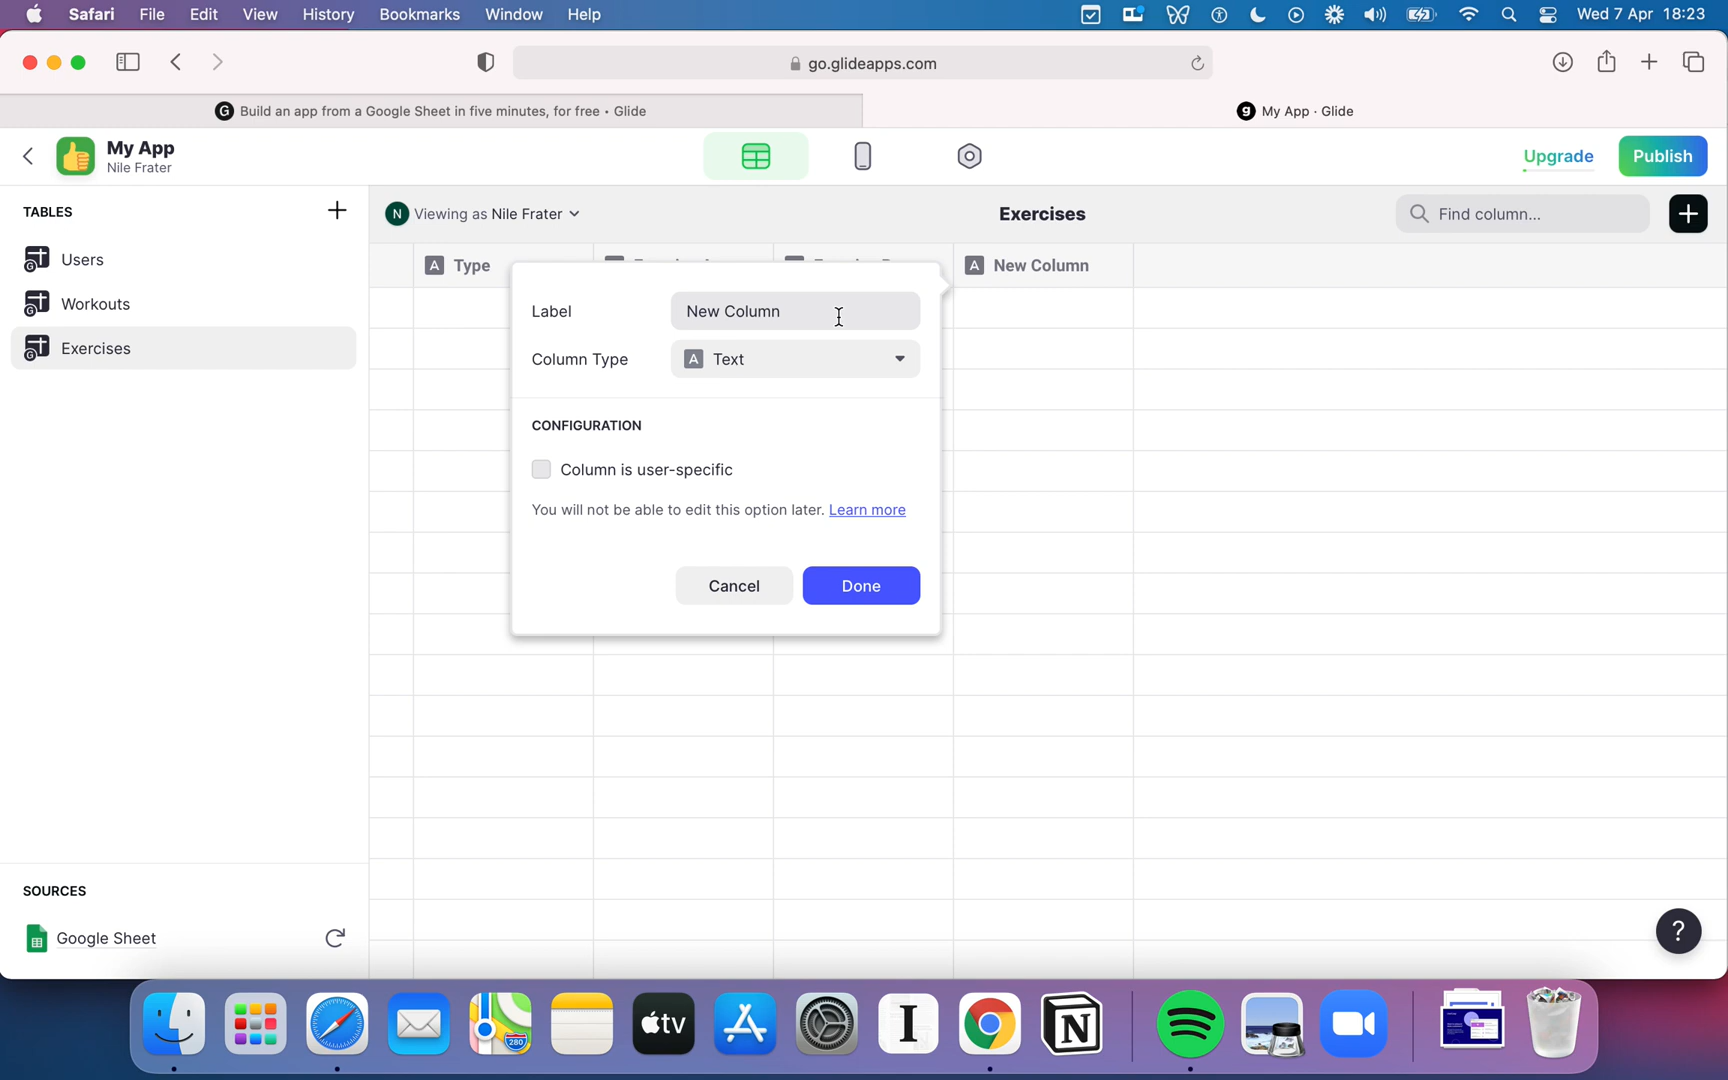 Safari File Edit View History Bookmarks Window Help Wed 7 Apr 18:23
go.glideapps.com
G Build an app from a Google Sheet in five minutes, for free • Glide
g My App · Glide
My App
Nile Frater
Upgrade
Publish
TABLES
Users
Workouts
Exercises
N Viewing as Nile Frater
Exercises
Find column...
A Type
A New Column
Label New Column
Column Type A Text
CONFIGURATION
Column is user-specific
You will not be able to edit this option later. Learn more
Cancel Done
SOURCES
Google Sheet
?
280
tv
I
N